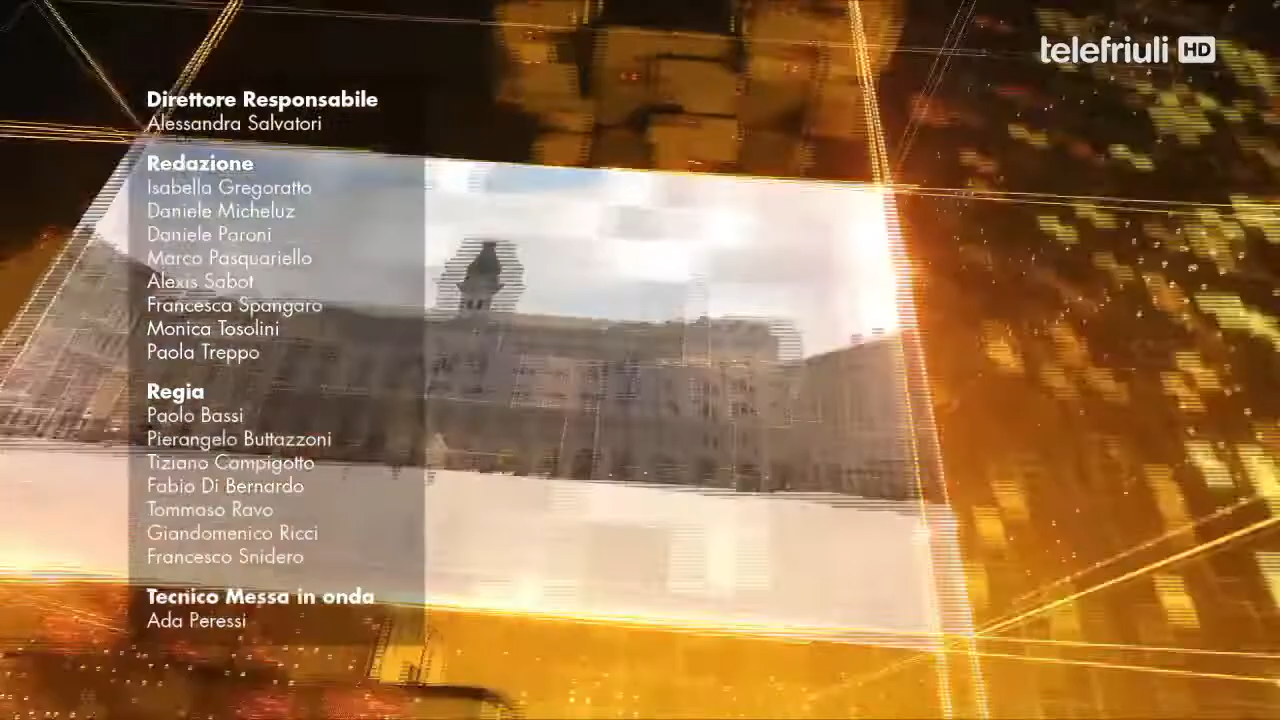 telefriuli HD
Direttore Responsabile
Alessandra Salvatori
Redazione
Isabella Gregoratto
Daniele Micheluz
Daniele Paroni
Marco Pasquariello
Alexis Sabot
Francesca Spangaro
Monica Tosolini
Paola Treppo
Regia
Paolo Bassi
Pierangelo Buttazzoni
Tiziano Campigotto
Fabio Di Bernardo
Tommaso Ravo
Giandomenico Ricci
Francesco Snidero
Tecnico Messa in onda
Ada Peressi